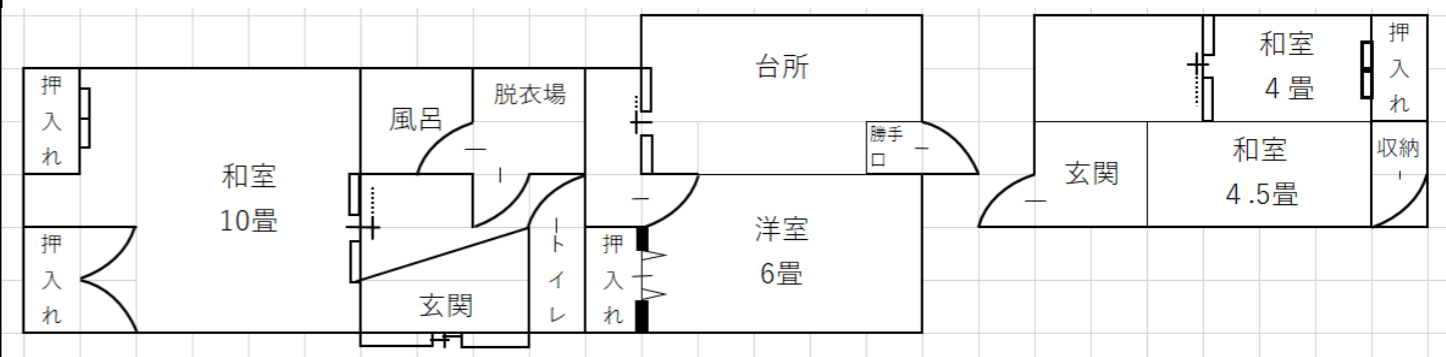 押
入
れ
和室
10畳
押
入
れ
風呂
脱衣場
玄関
ト
イ
レ
押
入
れ
台所
勝手
口
洋室
6畳
和室
4畳
押
入
れ
玄関
和室
4.5畳
収納